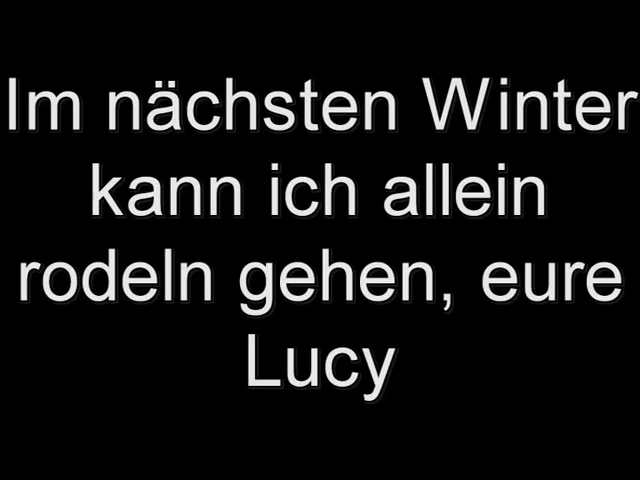 Im nächsten Winter
kann ich allein
rodeln gehen, eure
Lucy